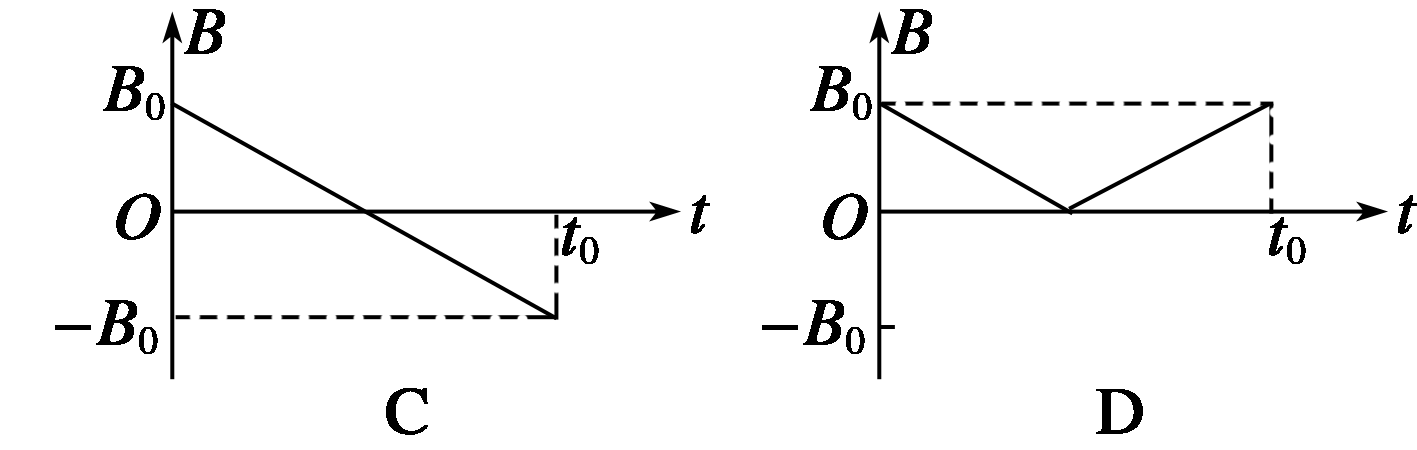 B B
B₀ B₀
O t₀ t O t₀ t
−B₀ −B₀
C D